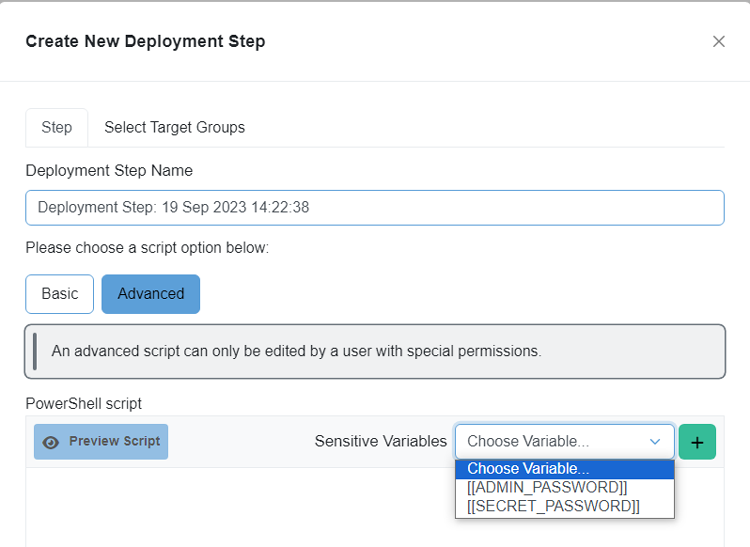 Create New Deployment Step
Step
Select Target Groups
Deployment Step Name
Deployment Step: 19 Sep 2023 14:22:38
Please choose a script option below:
Basic
Advanced
An advanced script can only be edited by a user with special permissions.
PowerShell script
Preview Script
Sensitive Variables
Choose Variable...
Choose Variable...
[[ADMIN_PASSWORD]]
[[SECRET_PASSWORD]]